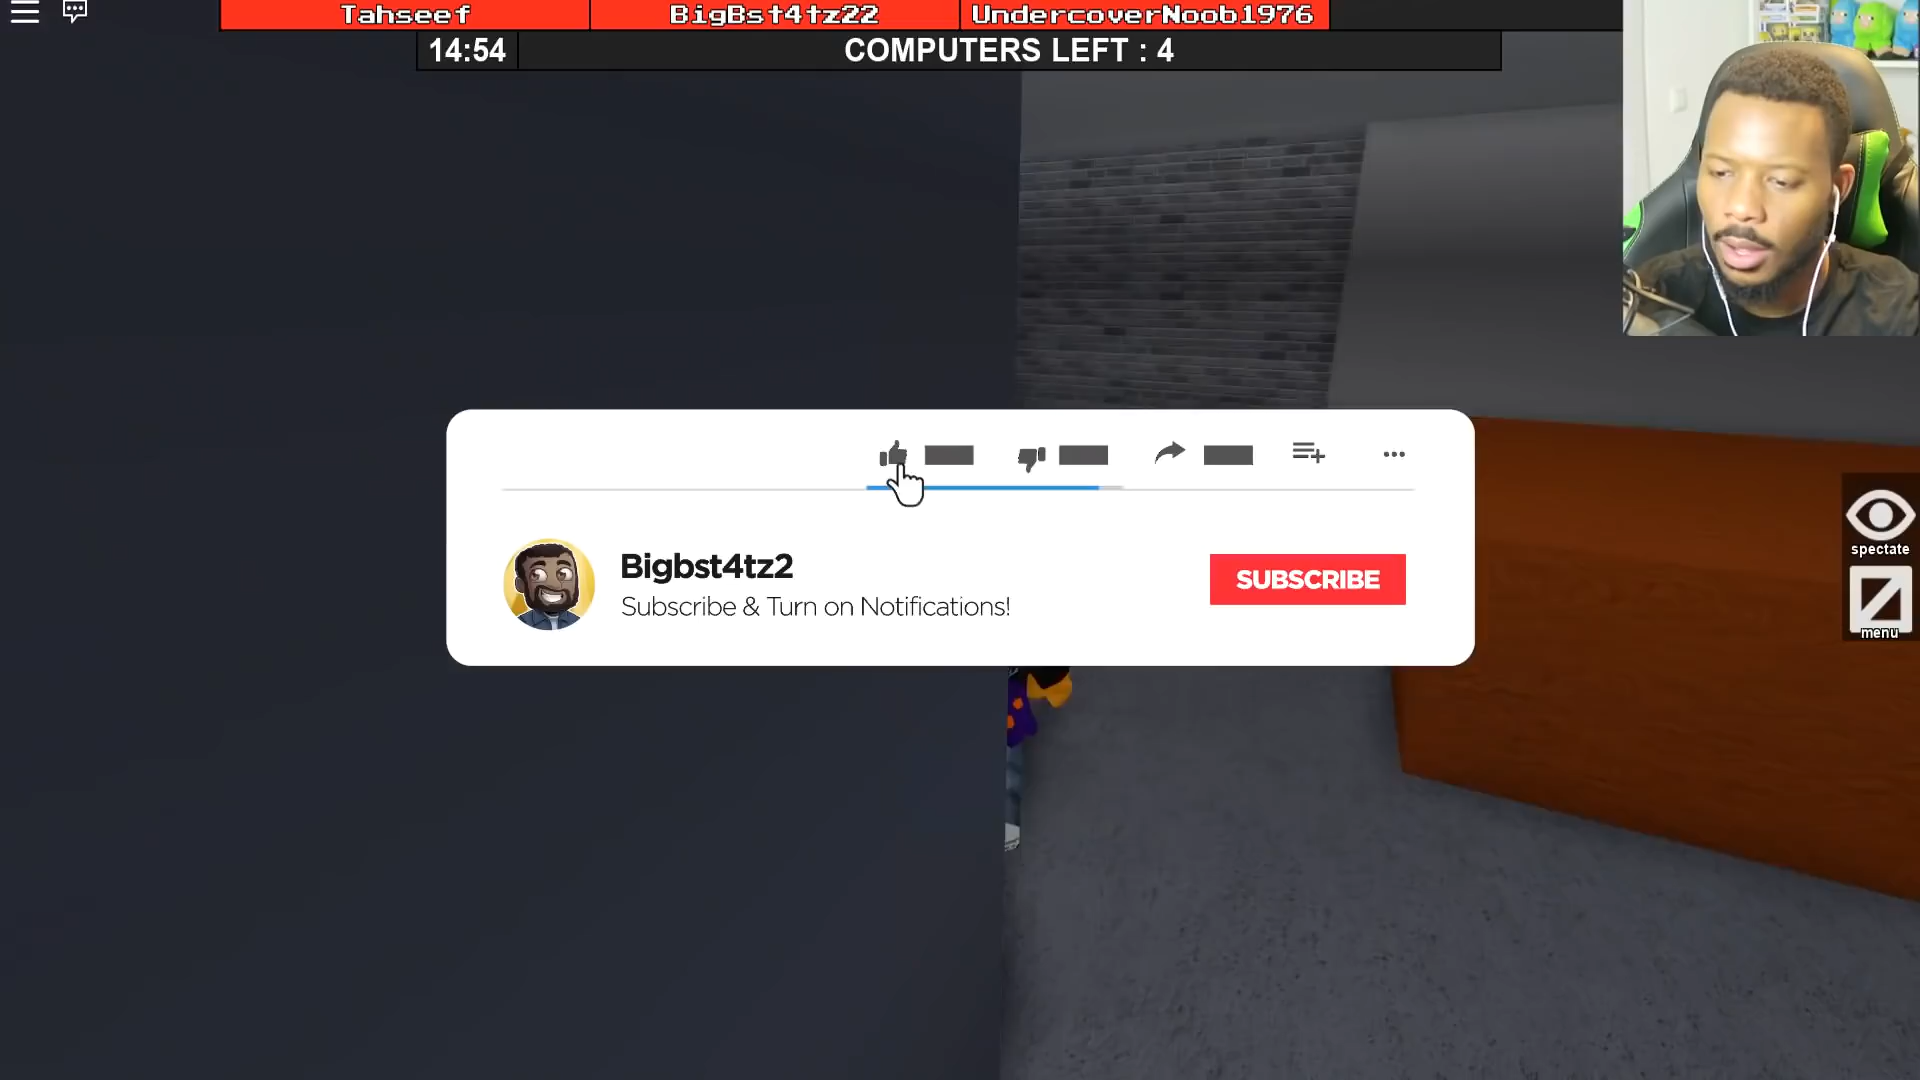 Tahseef
BigBst4tz22
UndercoverNoob1976
14:54
COMPUTERS LEFT : 4
Bigbst4tz2
Subscribe & Turn on Notifications!
SUBSCRIBE
spectate
menu